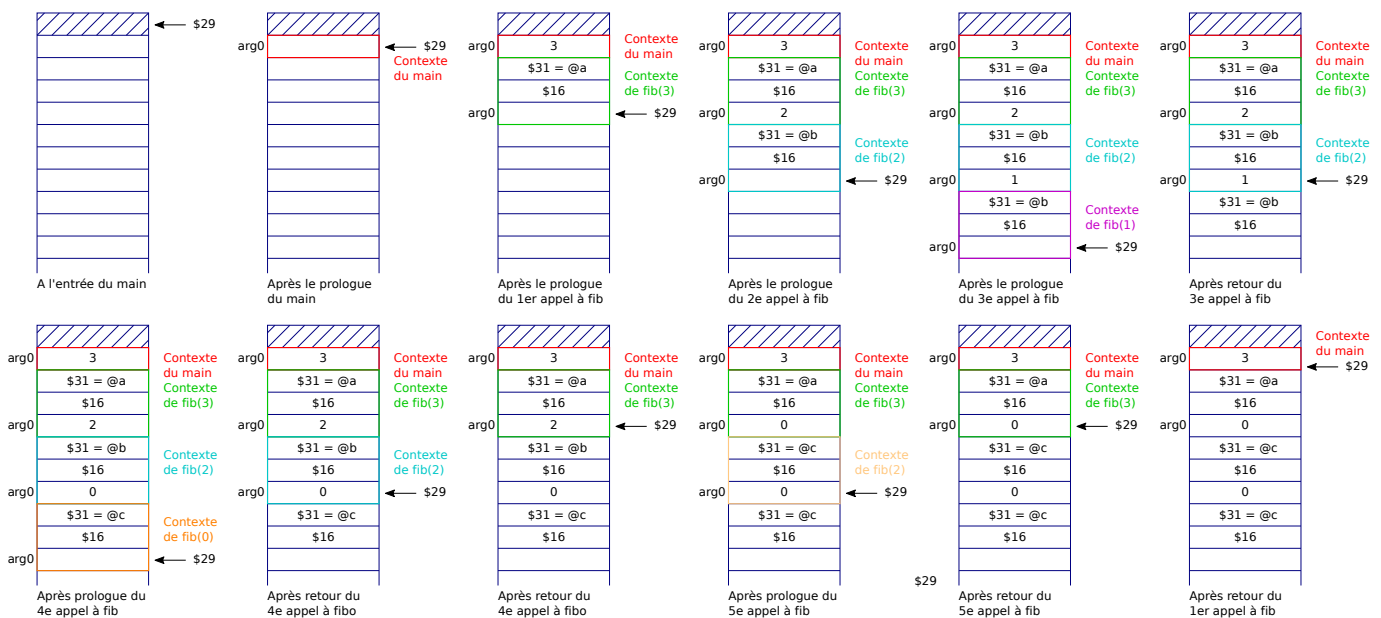 $29
A l'entrée du main
arg0
$29
Contexte
du main
Après le prologue
du main
arg0
3
Contexte
du main
$31 = @a
Contexte
de fib(3)
$16
arg0
$29
Après le prologue
du 1er appel à fib
arg0
3
Contexte
du main
$31 = @a
Contexte
de fib(3)
$16
arg0
2
$31 = @b
Contexte
de fib(2)
$16
arg0
$29
Après le prologue
du 2e appel à fib
arg0
3
Contexte
du main
$31 = @a
Contexte
de fib(3)
$16
arg0
2
$31 = @b
Contexte
de fib(2)
$16
arg0
1
$31 = @b
Contexte
de fib(1)
$16
arg0
$29
Après le prologue
du 3e appel à fib
arg0
3
Contexte
du main
$31 = @a
Contexte
de fib(3)
$16
arg0
2
$31 = @b
Contexte
de fib(2)
$16
arg0
1
$29
$31 = @b
$16
Après retour du
3e appel à fib
arg0
3
Contexte
du main
$31 = @a
Contexte
de fib(3)
$16
arg0
2
$31 = @b
Contexte
de fib(2)
$16
arg0
0
$31 = @c
Contexte
de fib(0)
$16
arg0
$29
Après prologue du
4e appel à fib
arg0
3
Contexte
du main
$31 = @a
Contexte
de fib(3)
$16
arg0
2
$31 = @b
Contexte
de fib(2)
$16
arg0
0
$29
$31 = @c
$16
Après retour du
4e appel à fibo
arg0
3
Contexte
du main
$31 = @a
Contexte
de fib(3)
$16
arg0
2
$29
$31 = @b
$16
0
$31 = @c
$16
Après retour du
4e appel à fibo
arg0
3
Contexte
du main
$31 = @a
Contexte
de fib(3)
$16
arg0
0
$31 = @c
Contexte
de fib(2)
$16
arg0
0
$29
$31 = @c
$16
Après prologue du
5e appel à fib
arg0
3
Contexte
du main
$31 = @a
Contexte
de fib(3)
$16
arg0
0
$29
$31 = @c
$16
0
$31 = @c
$16
$29
Après retour du
5e appel à fib
Contexte
du main
arg0
3
$29
$31 = @a
$16
arg0
0
$31 = @c
$16
0
$31 = @c
$16
Après retour du
1er appel à fib